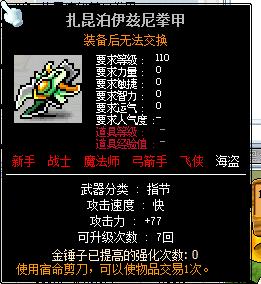 扎昆泊伊兹尼拳甲
装备后无法交换
要求等级： 110
要求力量： 0
要求敏捷： 0
要求智力： 0
要求运气： 0
要求人气度： -
道具等级： -
道具经验值： -
新手 战士 魔法师 弓箭手 飞侠 海盗
武器分类 : 指节
攻击速度 : 快
攻击力 : +77
可升级次数 : 7回
金锤子已提高的强化次数: 0
使用宿命剪刀，可以使物品交易1次。